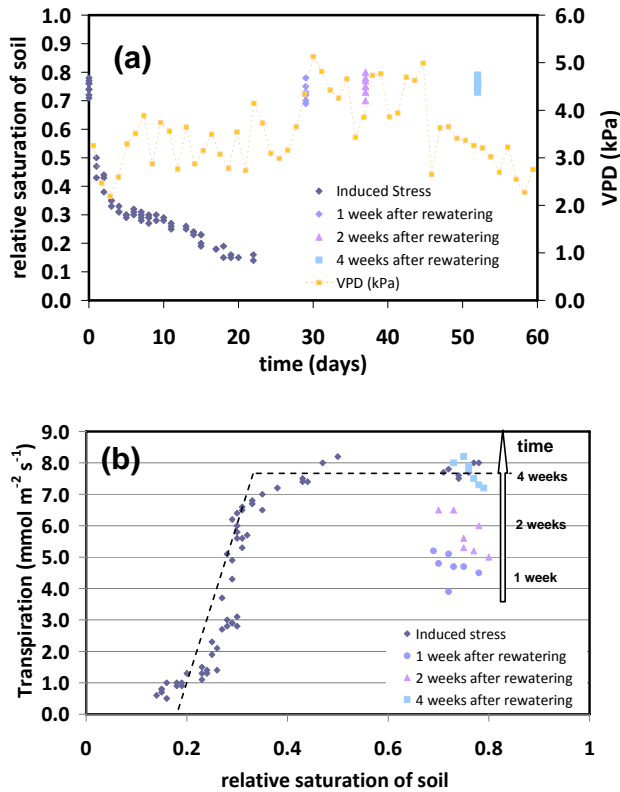 (a)
relative saturation of soil
1.0
0.9
0.8
0.7
0.6
0.5
0.4
0.3
0.2
0.1
0.0
6.0
5.0
4.0
3.0
2.0
1.0
0.0
VPD (kPa)
Induced Stress
1 week after rewatering
2 weeks after rewatering
4 weeks after rewatering
VPD (kPa)
0 10 20 30 40 50 60
time (days)
(b)
Transpiration (mmol m⁻² s⁻¹)
9.0
8.0
7.0
6.0
5.0
4.0
3.0
2.0
1.0
0.0
time
4 weeks
2 weeks
1 week
Induced stress
1 week after rewatering
2 weeks after rewatering
4 weeks after rewatering
0 0.2 0.4 0.6 0.8 1
relative saturation of soil